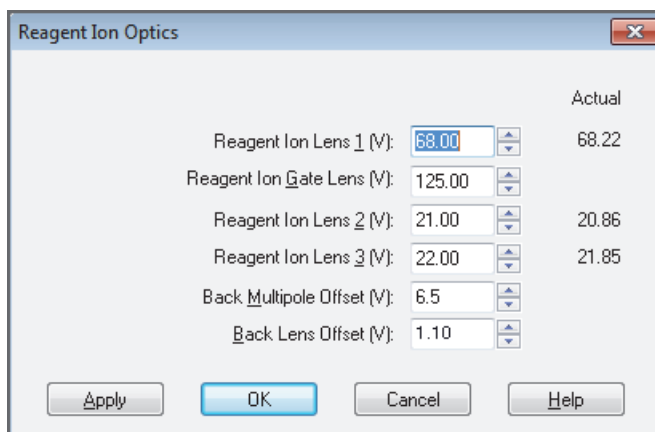 Reagent Ion Optics
Actual
Reagent Ion Lens 1 (V): 68.00 68.22
Reagent Ion Gate Lens (V): 125.00
Reagent Ion Lens 2 (V): 21.00 20.86
Reagent Ion Lens 3 (V): 22.00 21.85
Back Multipole Offset (V): 6.5
Back Lens Offset (V): 1.10
Apply OK Cancel Help